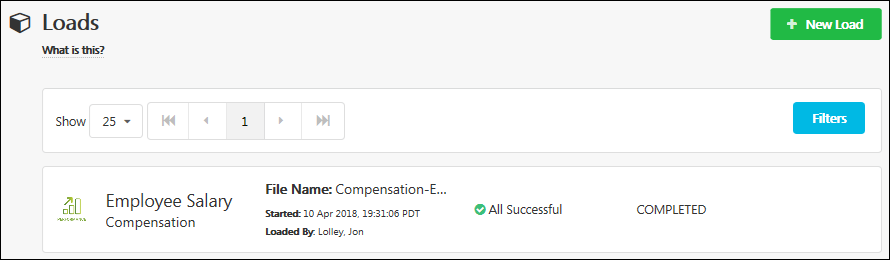 Loads
+ New Load
What is this?
Show 25 1 Filters
PERFORMANCE
Employee Salary
Compensation
File Name: Compensation-E...
Started: 10 Apr 2018, 19:31:06 PDT
Loaded By: Lolley, Jon
All Successful
COMPLETED